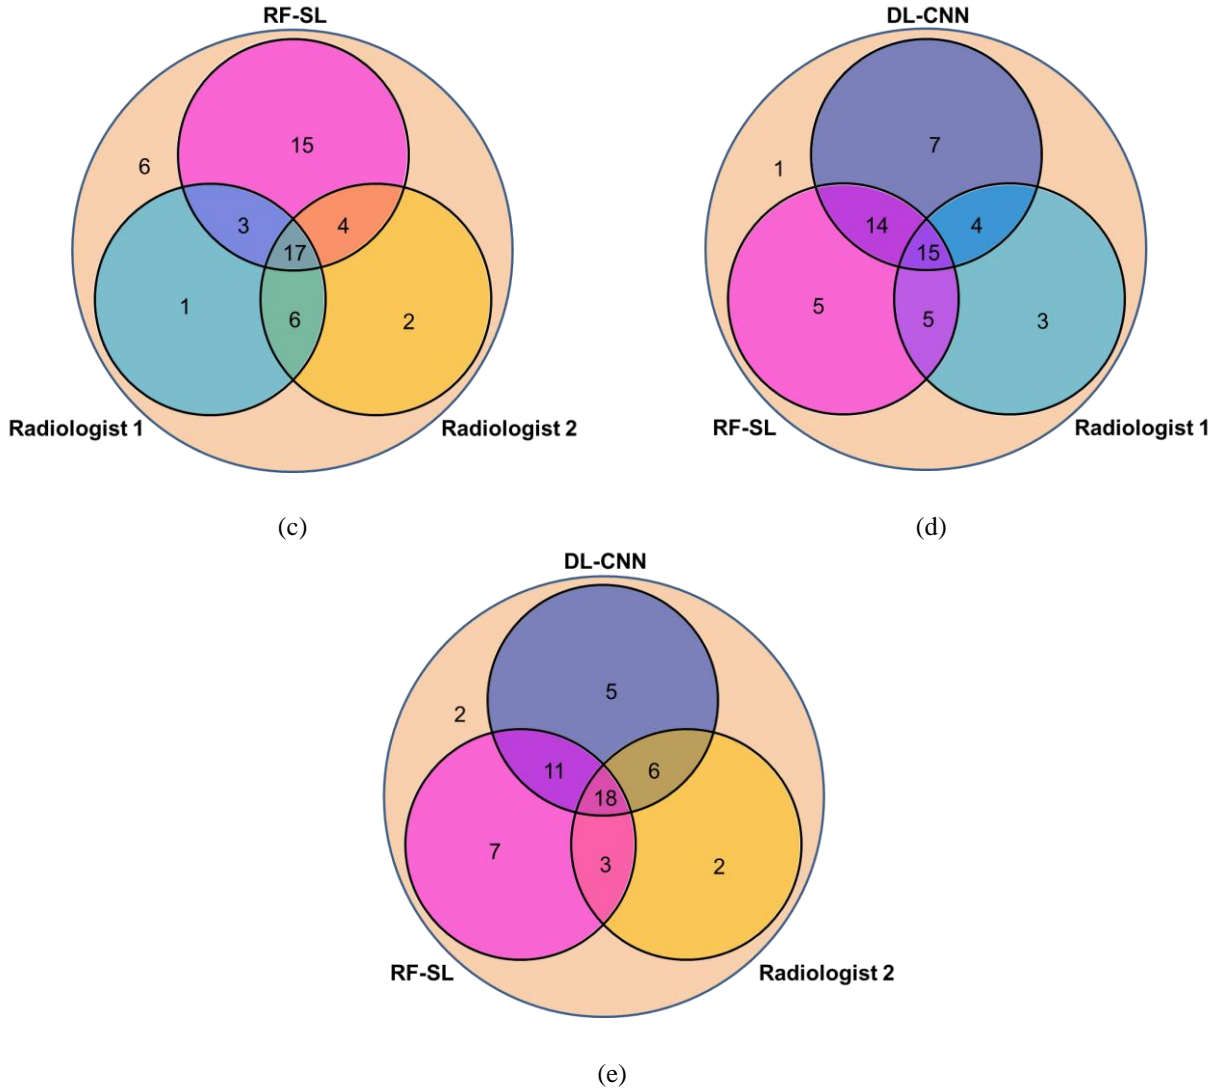 RF-SL
15
6
3
4
17
1
6
2
Radiologist 1
Radiologist 2
(c)
DL-CNN
7
1
14
4
15
5
5
3
RF-SL
Radiologist 1
(d)
DL-CNN
5
2
11
6
18
7
3
2
RF-SL
Radiologist 2
(e)